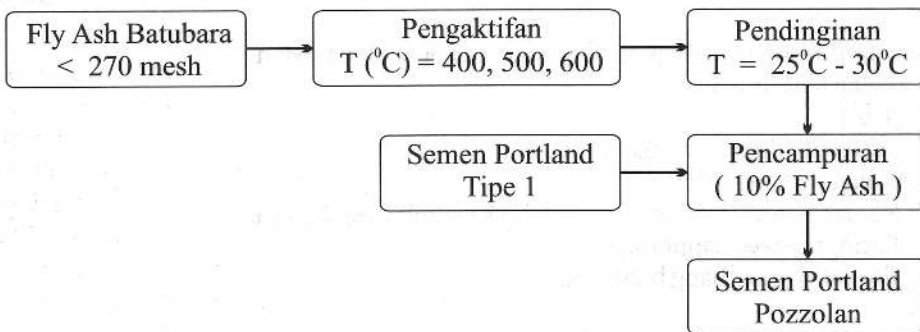 Fly Ash Batubara
< 270 mesh
Pengaktifan
T (⁰C) = 400, 500, 600
Pendinginan
T = 25⁰C - 30⁰C
Semen Portland
Tipe 1
Pencampuran
( 10% Fly Ash )
Semen Portland
Pozzolan